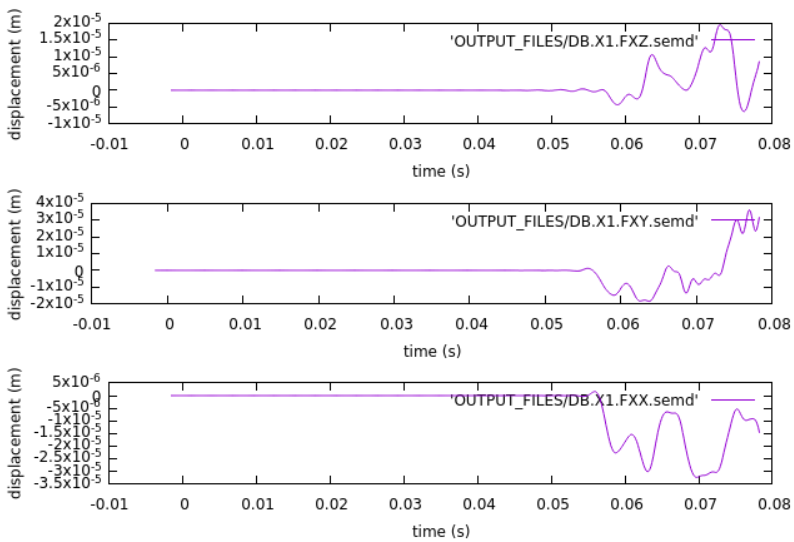 2x10⁻⁵
1.5x10⁻⁵
1x10⁻⁵
5x10⁻⁶
0
-5x10⁻⁶
-1x10⁻⁵
displacement (m)
'OUTPUT_FILES/DB.X1.FXZ.semd'
-0.01 0 0.01 0.02 0.03 0.04 0.05 0.06 0.07 0.08
time (s)
4x10⁻⁵
3x10⁻⁵
2x10⁻⁵
1x10⁻⁵
0
-1x10⁻⁵
-2x10⁻⁵
displacement (m)
'OUTPUT_FILES/DB.X1.FXY.semd'
-0.01 0 0.01 0.02 0.03 0.04 0.05 0.06 0.07 0.08
time (s)
5x10⁻⁶
0
-5x10⁻⁶
-1x10⁻⁵
-1.5x10⁻⁵
-2x10⁻⁵
-2.5x10⁻⁵
-3x10⁻⁵
-3.5x10⁻⁵
displacement (m)
'OUTPUT_FILES/DB.X1.FXX.semd'
-0.01 0 0.01 0.02 0.03 0.04 0.05 0.06 0.07 0.08
time (s)